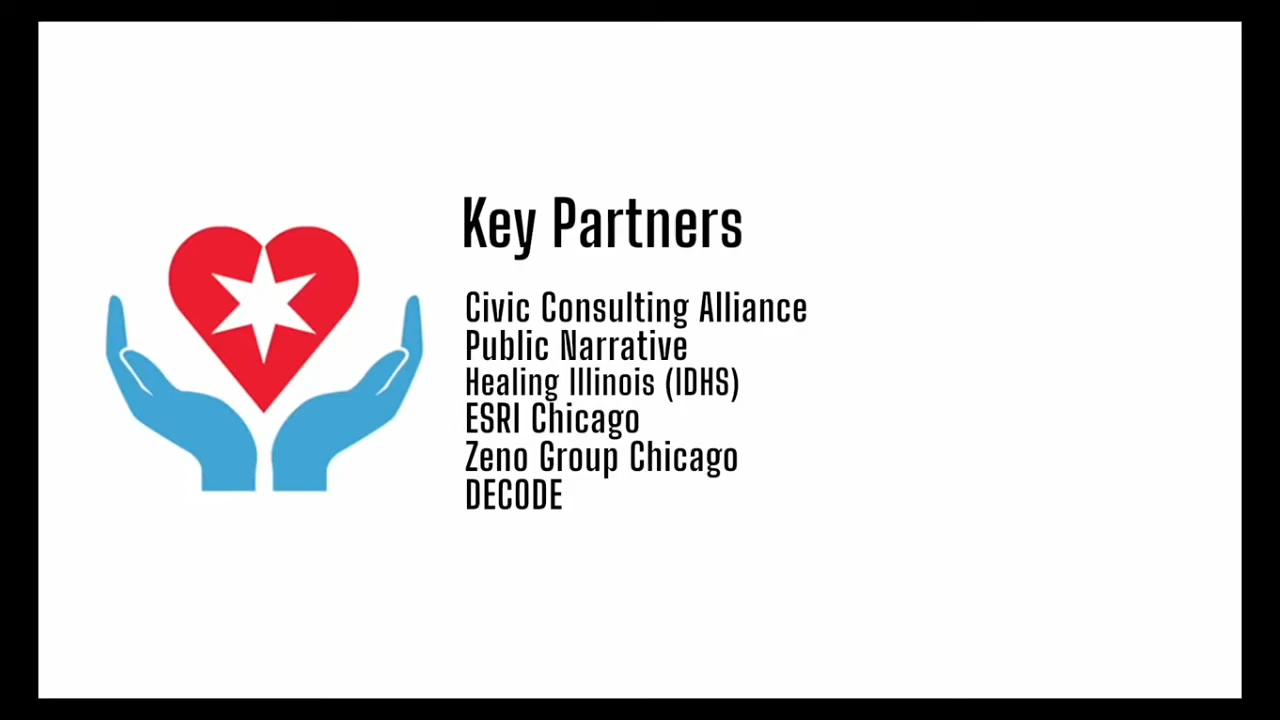 Key Partners
Civic Consulting Alliance
Public Narrative
Healing Illinois (IDHS)
ESRI Chicago
Zeno Group Chicago
DECODE